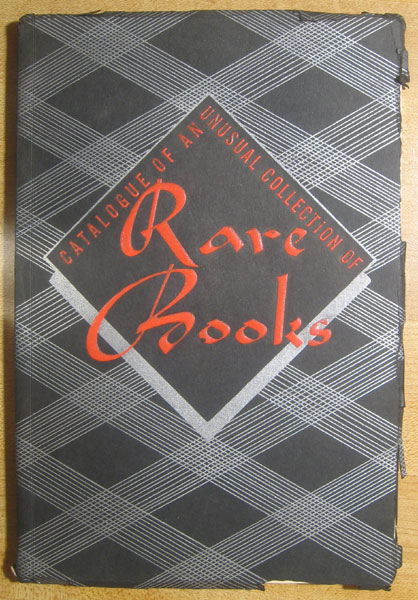 CATALOGUE OF AN
UNUSUAL COLLECTION OF
Rare
Books